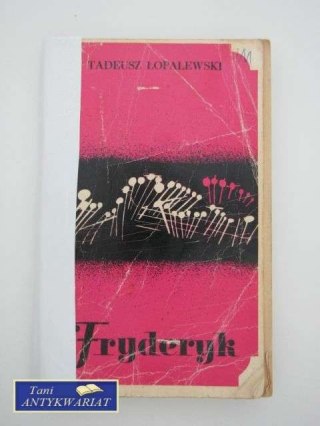 TADEUSZ ŁOPALEWSKI
Fryderyk
Tani
ANTYKWARIAT